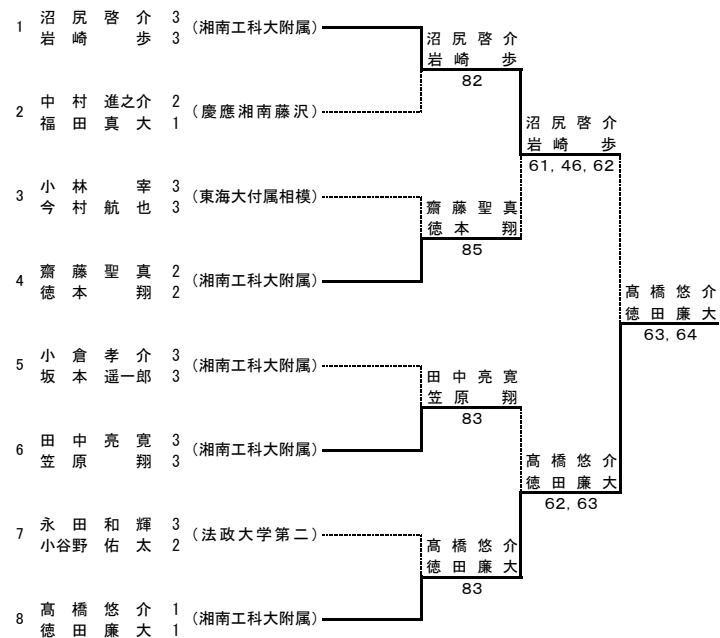 1 沼尻啓介 3 (湘南工科大附属)
岩崎歩 3
沼尻啓介
岩崎歩
82
2 中村進之介 2 (慶應湘南藤沢)
福田真大 1
沼尻啓介
岩崎歩
61, 46, 62
3 小林宰 3 (東海大付属相模)
今村航也 3
齋藤聖真
徳本翔
85
4 齋藤聖真 2 (湘南工科大附属)
徳本翔 2
髙橋悠介
徳田廉大
63, 64
5 小倉孝介 3 (湘南工科大附属)
坂本遥一郎 3
田中亮寛
笠原翔
83
6 田中亮寛 3 (湘南工科大附属)
笠原翔 3
髙橋悠介
徳田廉大
62, 63
7 永田和輝 3 (法政大学第二)
小谷野佑太 2
髙橋悠介
徳田廉大
83
8 髙橋悠介 1 (湘南工科大附属)
徳田廉大 1